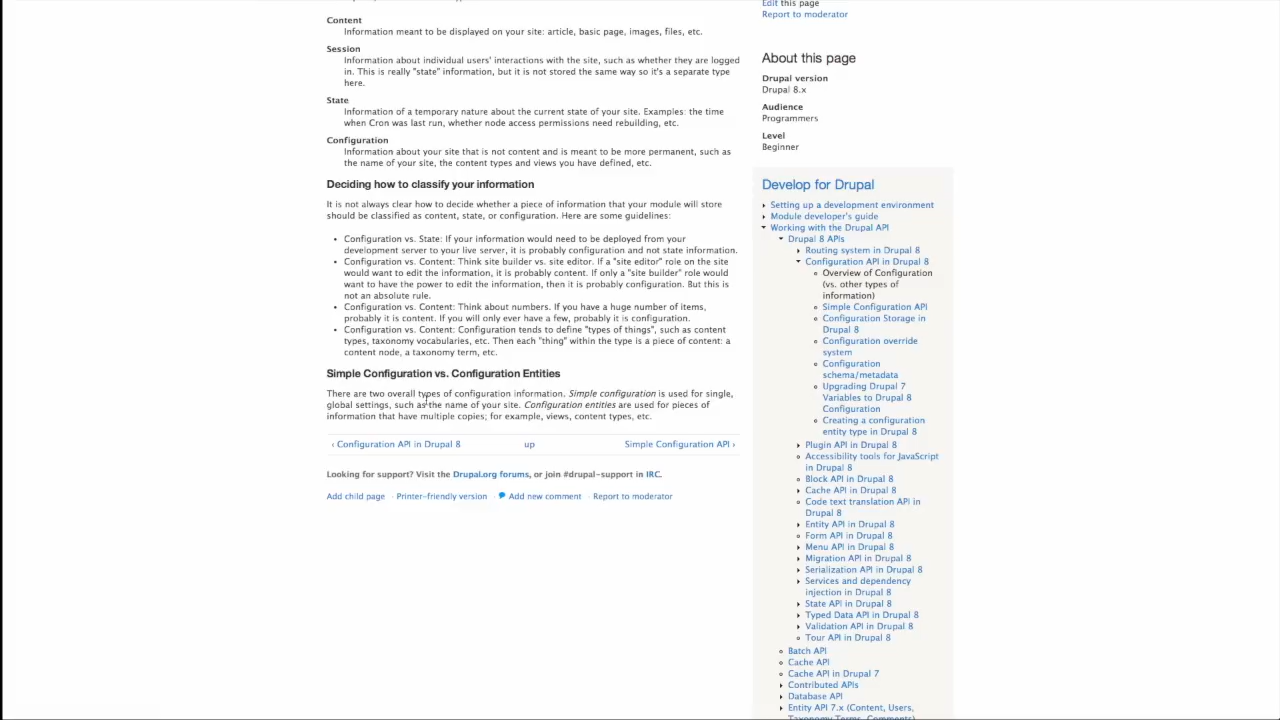 Content
Information meant to be displayed on your site: article, basic page, images, files, etc.
Session
Information about individual users' interactions with the site, such as whether they are logged
in. This is really "state" information, but it is not stored the same way so it's a separate type
here.
State
Information of a temporary nature about the current state of your site. Examples: the time
when Cron was last run, whether node access permissions need rebuilding, etc.
Configuration
Information about your site that is not content and is meant to be more permanent, such as
the name of your site, the content types and views you have defined, etc.
Deciding how to classify your information
It is not always clear how to decide whether a piece of information that your module will store
should be classified as content, state, or configuration. Here are some guidelines:
• Configuration vs. State: If your information would need to be deployed from your
development server to your live server, it is probably configuration and not state information.
• Configuration vs. Content: Think site builder vs. site editor. If a "site editor" role on the site
would want to edit the information, it is probably content. If only a "site builder" role would
want to have the power to edit the information, then it is probably configuration. But this is
not an absolute rule.
• Configuration vs. Content: Think about numbers. If you have a huge number of items,
probably it is content. If you will only ever have a few, probably it is configuration.
• Configuration vs. Content: Configuration tends to define "types of things", such as content
types, taxonomy vocabularies, etc. Then each "thing" within the type is a piece of content: a
content node, a taxonomy term, etc.
Simple Configuration vs. Configuration Entities
There are two overall types of configuration information. Simple configuration is used for single,
global settings, such as the name of your site. Configuration entities are used for pieces of
information that have multiple copies; for example, views, content types, etc.
‹ Configuration API in Drupal 8 up Simple Configuration API ›
Looking for support? Visit the Drupal.org forums, or join #drupal-support in IRC.
Add child page · Printer-friendly version · Add new comment · Report to moderator
Edit this page
Report to moderator
About this page
Drupal version
Drupal 8.x
Audience
Programmers
Level
Beginner
Develop for Drupal
Setting up a development environment
Module developer's guide
Working with the Drupal API
Drupal 8 APIs
Routing system in Drupal 8
Configuration API in Drupal 8
Overview of Configuration
(vs. other types of
information)
Simple Configuration API
Configuration Storage in
Drupal 8
Configuration override
system
Configuration
schema/metadata
Upgrading Drupal 7
Variables to Drupal 8
Configuration
Creating a configuration
entity type in Drupal 8
Plugin API in Drupal 8
Accessibility tools for JavaScript
in Drupal 8
Block API in Drupal 8
Cache API in Drupal 8
Code text translation API in
Drupal 8
Entity API in Drupal 8
Form API in Drupal 8
Menu API in Drupal 8
Migration API in Drupal 8
Serialization API in Drupal 8
Services and dependency
injection in Drupal 8
State API in Drupal 8
Typed Data API in Drupal 8
Validation API in Drupal 8
Tour API in Drupal 8
Batch API
Cache API
Cache API in Drupal 7
Contributed APIs
Database API
Entity API 7.x (Content, Users,
Taxonomy Terms, Comments)